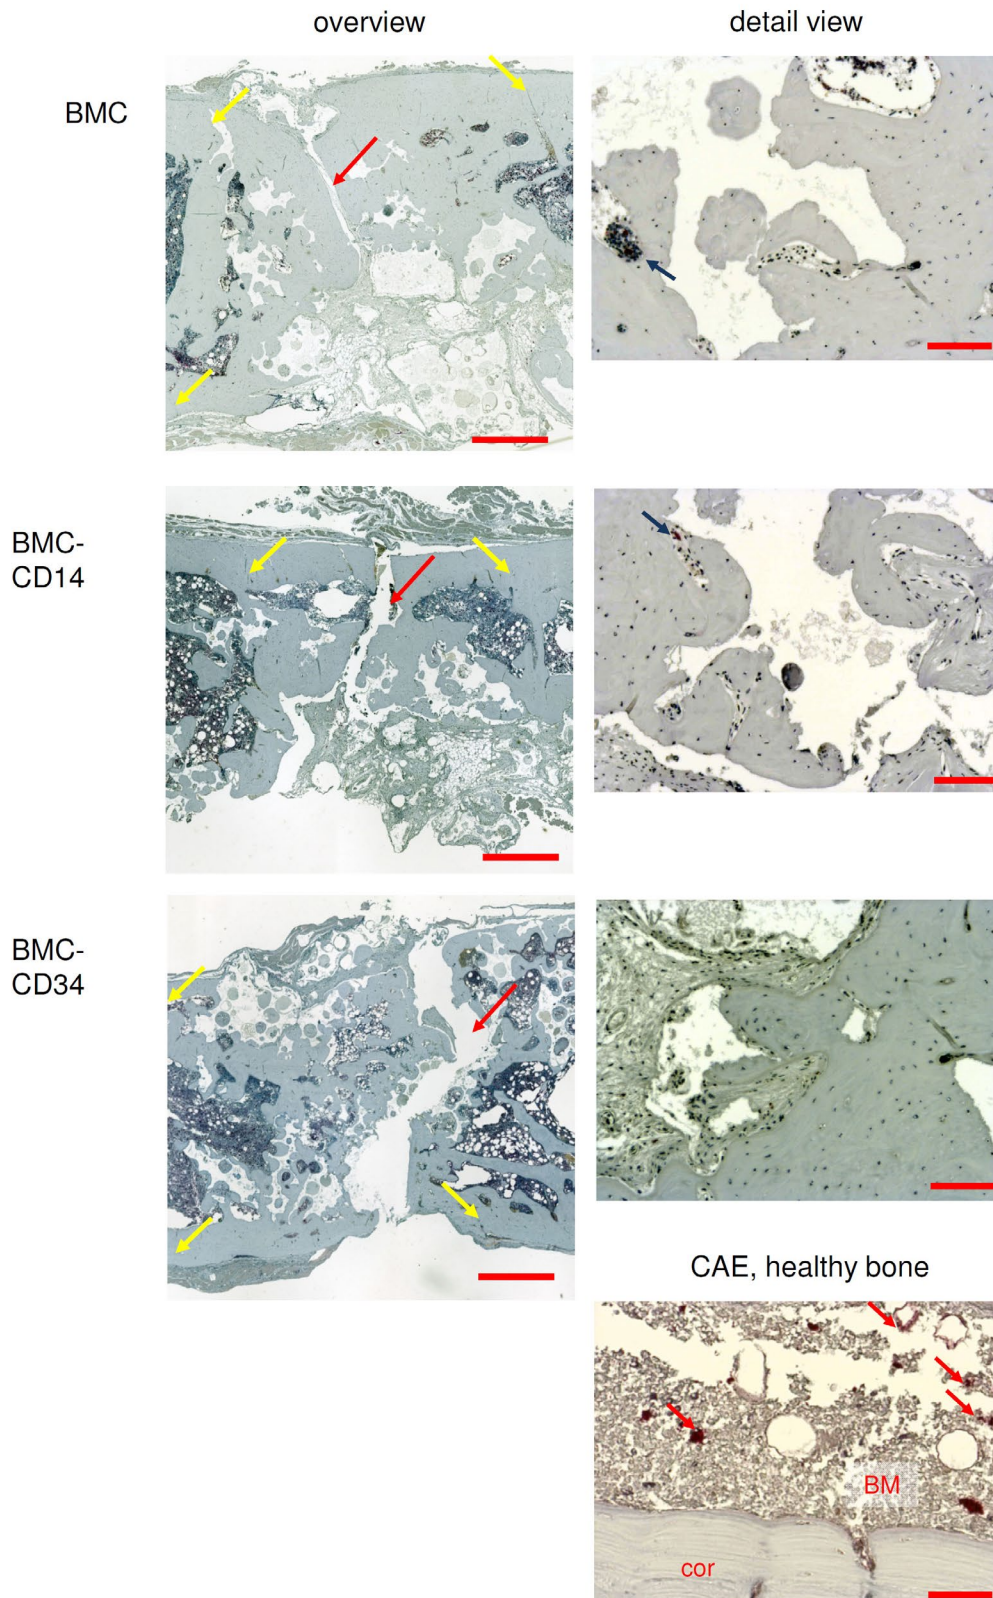 overview
detail view
BMC
BMC-
CD14
BMC-
CD34
CAE, healthy bone
BM
cor